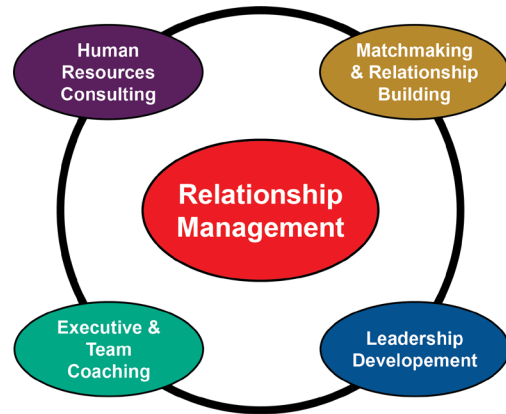 Human
Resources
Consulting
Matchmaking
& Relationship
Building
Relationship
Management
Executive &
Team
Coaching
Leadership
Developement